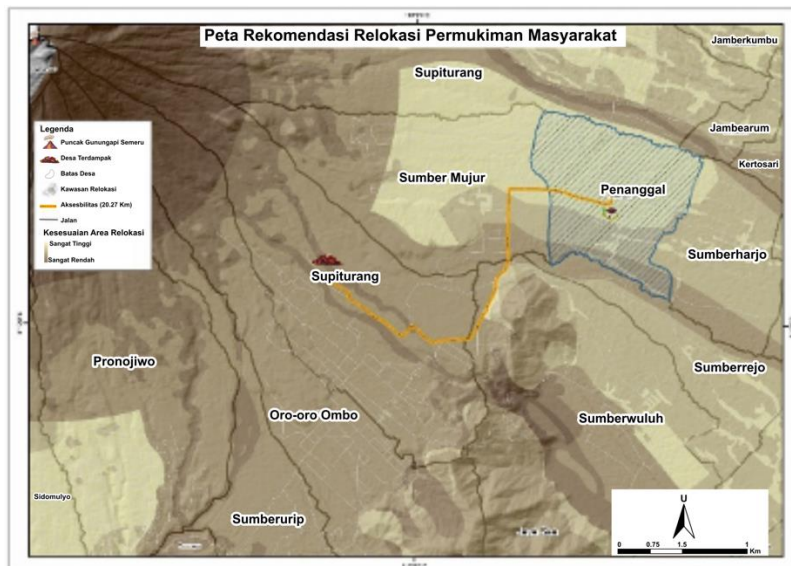 Peta Rekomendasi Relokasi Permukiman Masyarakat
Jamberkumbu
Supiturang
Legenda
Puncak Gunungapi Semeru
Desa Terdampak
Batas Desa
Kawasan Relokasi
Aksesbilitas (20.27 Km)
Jalan
Kesesuaian Area Relokasi
Sangat Tinggi
Sangat Rendah
Jambearum
Kertosari
Sumber Mujur
Penanggal
Sumberharjo
Supiturang
Pronojiwo
Sumberrejo
Oro-oro Ombo
Sumberwuluh
Sidomulyo
Sumberurip
U
0 0.75 1.5 1
Km